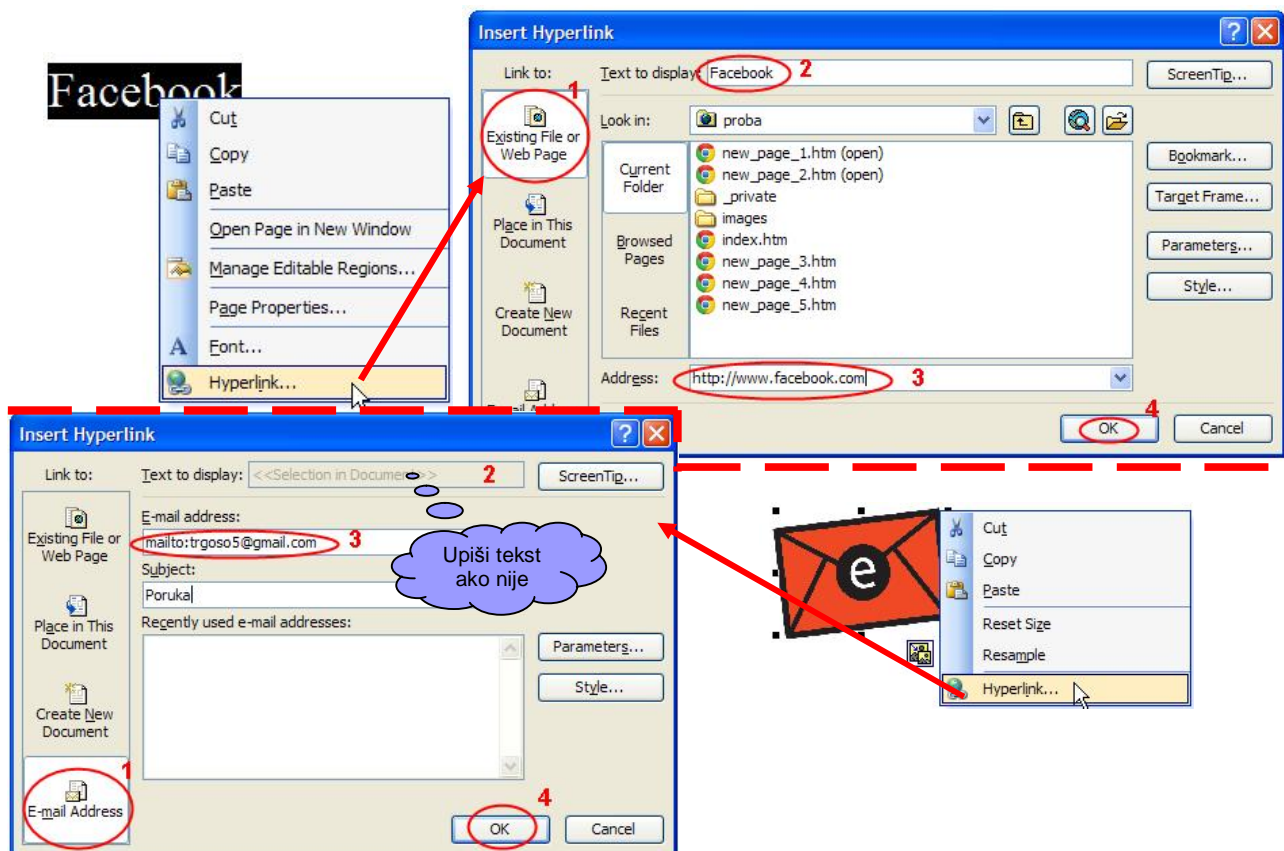 Facebook
Cut
Copy
Paste
Open Page in New Window
Manage Editable Regions...
Page Properties...
Font...
Hyperlink...
Insert Hyperlink
Link to:
Text to display: Facebook 2
ScreenTip...
1
Existing File or
Web Page
Place in This
Document
Create New
Document
Look in: proba
Current
Folder
Browsed
Pages
Recent
Files
new_page_1.htm (open)
new_page_2.htm (open)
_private
images
index.htm
new_page_3.htm
new_page_4.htm
new_page_5.htm
Bookmark...
Target Frame...
Parameters...
Style...
Address: http://www.facebook.com 3
4
OK Cancel
Insert Hyperlink
Link to:
Text to display: <<Selection in Document>> 2
ScreenTip...
Existing File or
Web Page
Place in This
Document
Create New
Document
1
E-mail Address
E-mail address:
mailto:trgoso5@gmail.com 3
Subject:
Poruka
Recently used e-mail addresses:
Upiši tekst
ako nije
Parameters...
Style...
4
OK Cancel
e
Cut
Copy
Paste
Reset Size
Resample
Hyperlink...